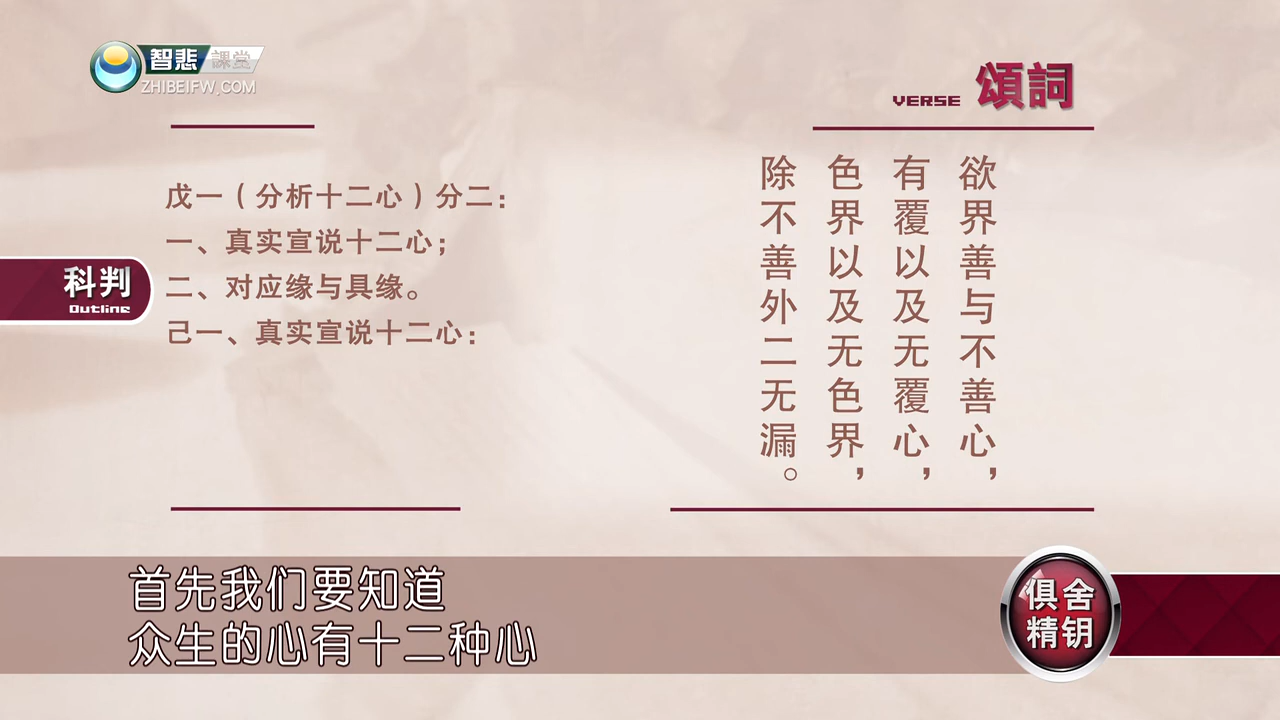 智悲課堂
ZHIBEIFW.COM
VERSE 頌詞
欲界善与不善心，
有覆以及无覆心，
色界以及无色界，
除不善外二无漏。
戊一（分析十二心）分二：
一、真实宣说十二心；
二、对应缘与具缘。
己一、真实宣说十二心：
科判
Outline
首先我们要知道
众生的心有十二种心
俱舍
精钥